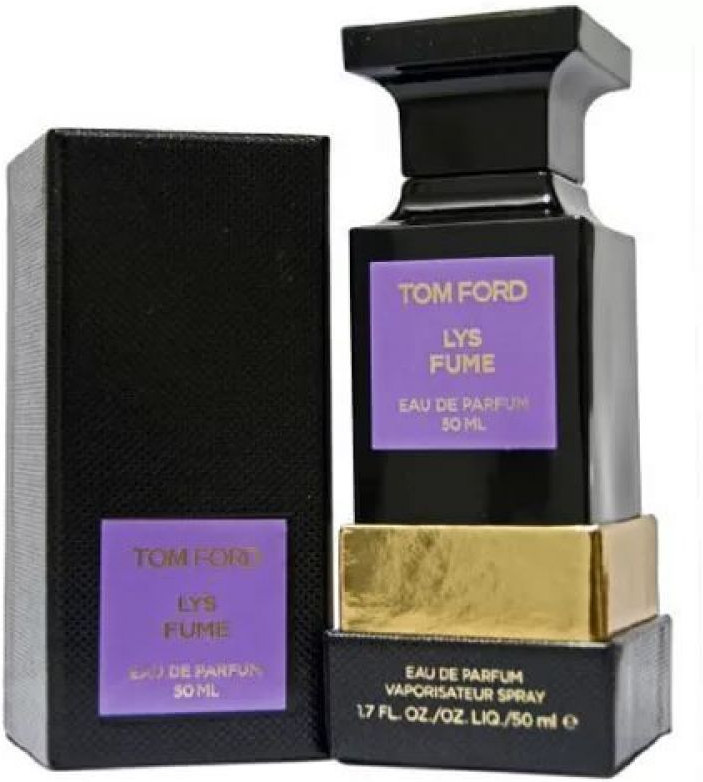 TOM FORD
LYS
FUME
EAU DE PARFUM
50 ML
TOM FORD
LYS
FUME
EAU DE PARFUM
50 ML
EAU DE PARFUM
VAPORISATEUR SPRAY
1.7 FL. OZ./OZ. LIQ./50 ml e